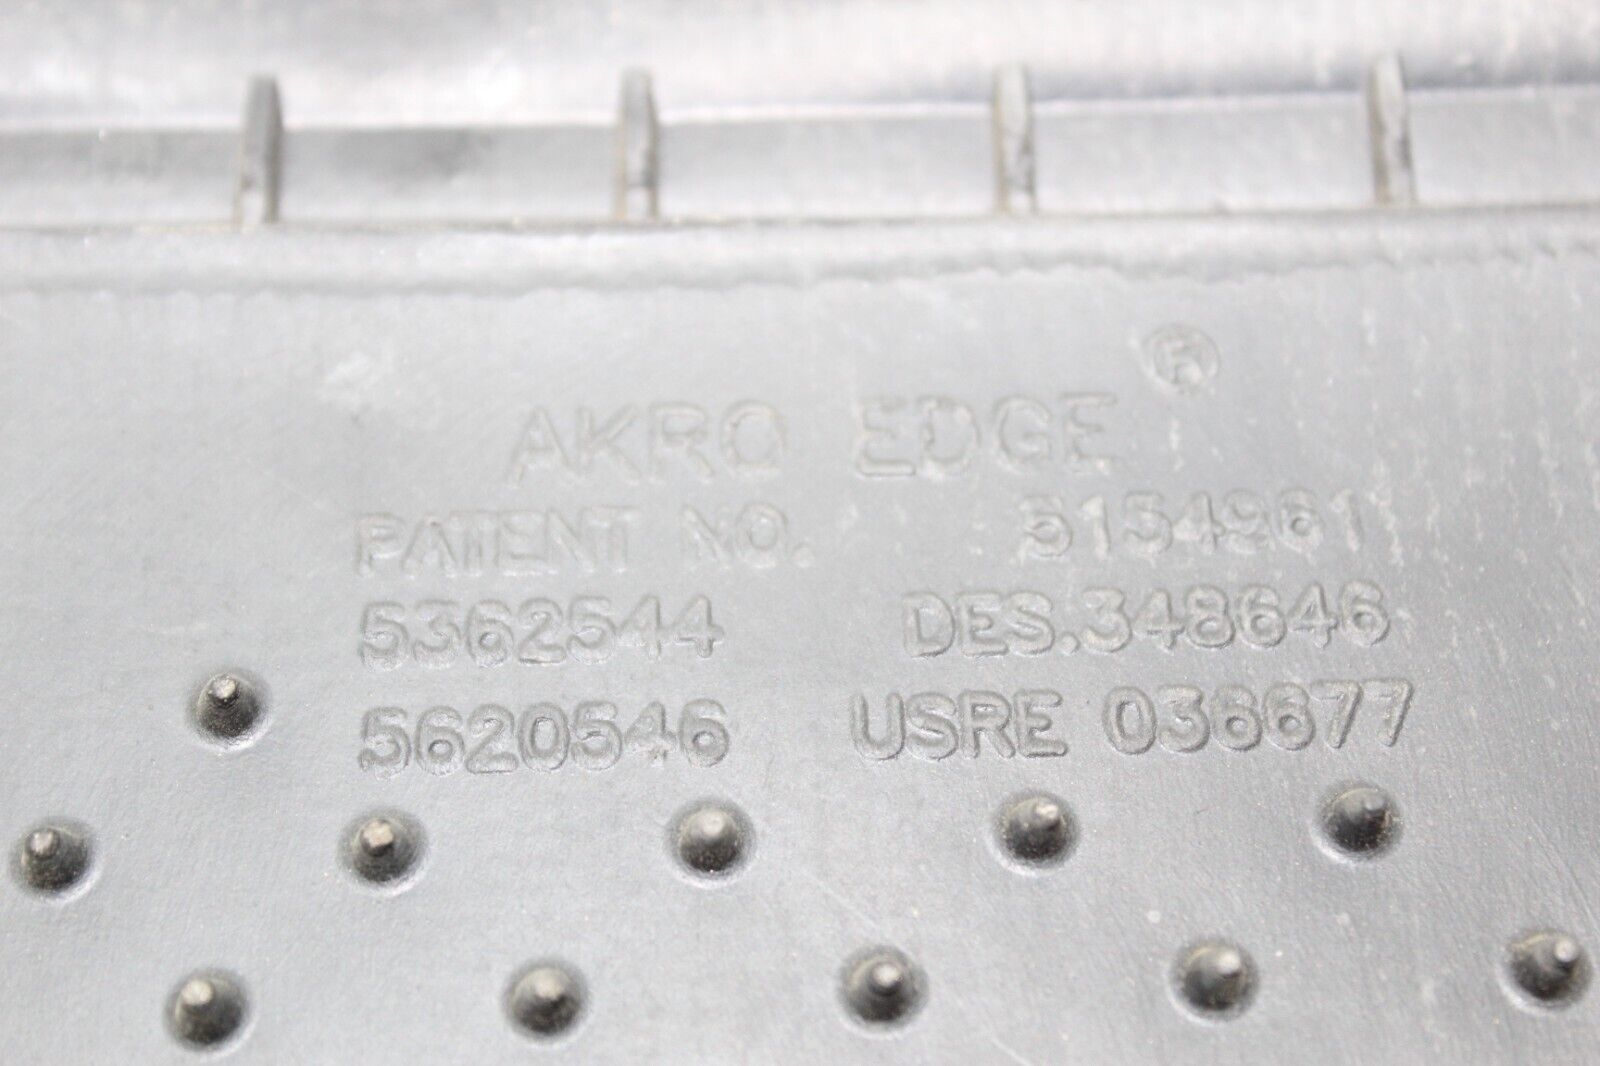 AKRO EDGE ®
PATENT NO. 5154961
5362544 DES.348646
5620546 USRE 036677